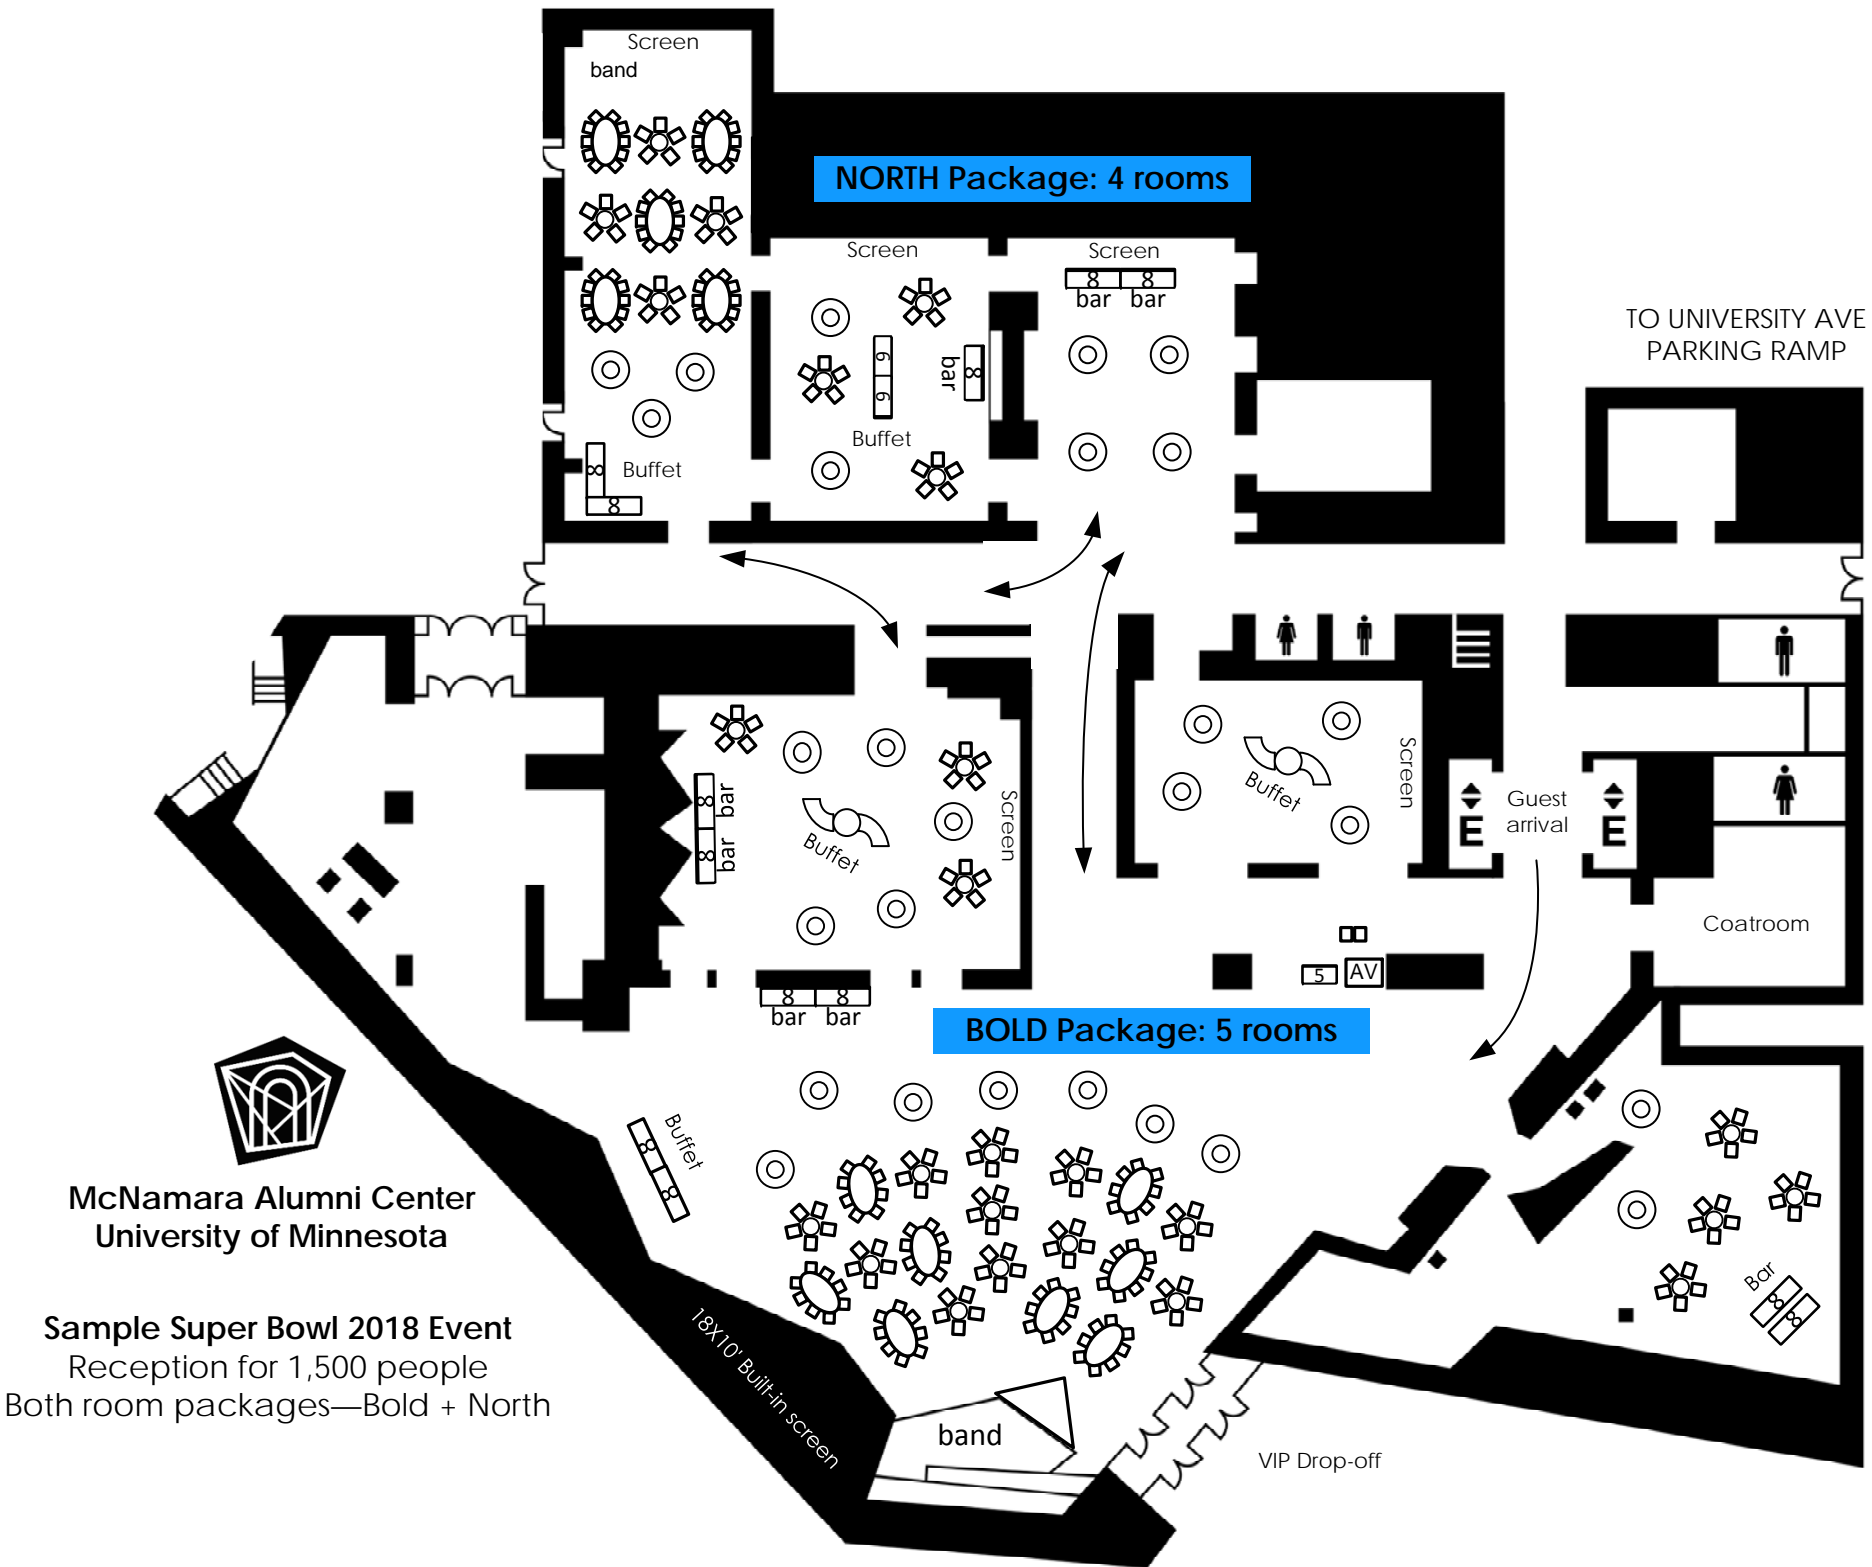 Screen
band
NORTH Package: 4 rooms
Screen
Screen
8 8
bar bar
TO UNIVERSITY AVE
PARKING RAMP
6
6
bar
8
Buffet
8
Buffet
8
Screen
Buffet
Guest
arrival
E
E
8
bar
8
bar
Buffet
Screen
Coatroom
5
AV
8 8
bar bar
BOLD Package: 5 rooms
Buffet
8
8
McNamara Alumni Center
University of Minnesota
Bar
8
8
Sample Super Bowl 2018 Event
Reception for 1,500 people
Both room packages—Bold + North
18X10' Built-in screen
band
VIP Drop-off